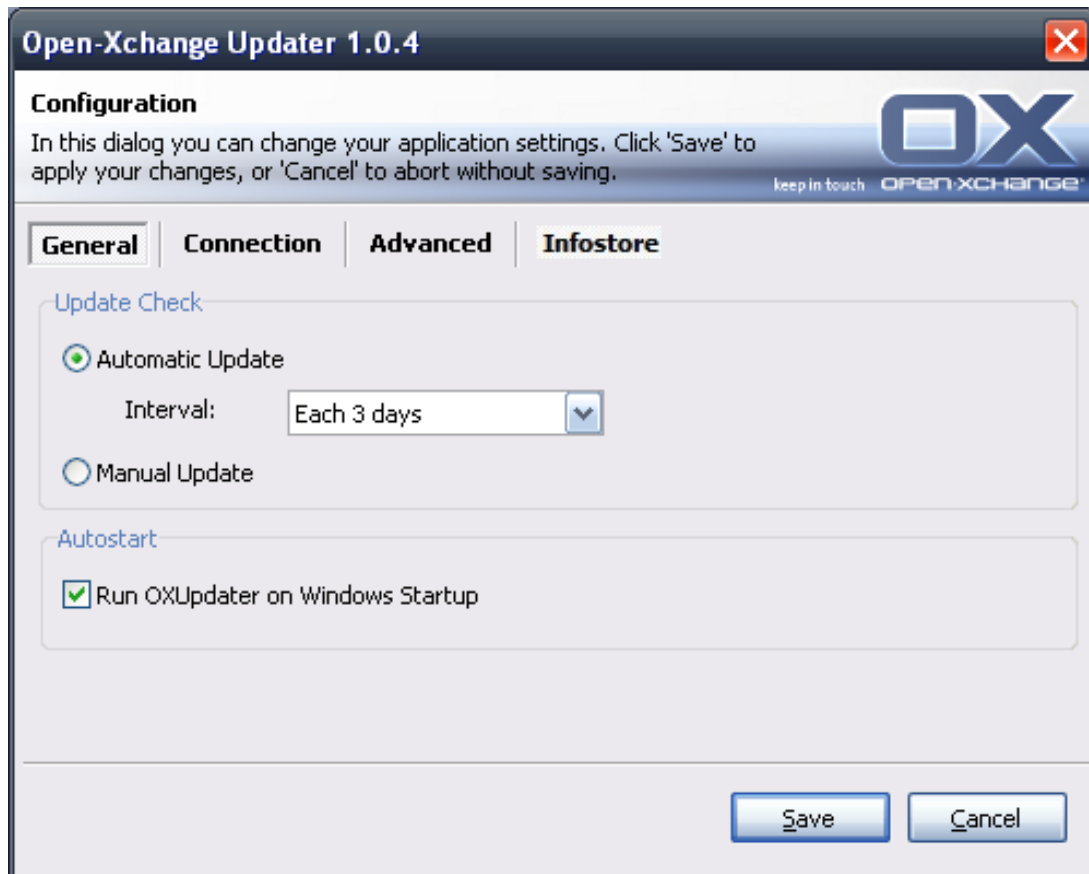 Open-Xchange Updater 1.0.4
Configuration
In this dialog you can change your application settings. Click 'Save' to
apply your changes, or 'Cancel' to abort without saving.
OX
keep in touch OPEN-XCHANGE
General Connection Advanced Infostore
Update Check
Automatic Update
Interval: Each 3 days
Manual Update
Autostart
Run OXUpdater on Windows Startup
Save Cancel